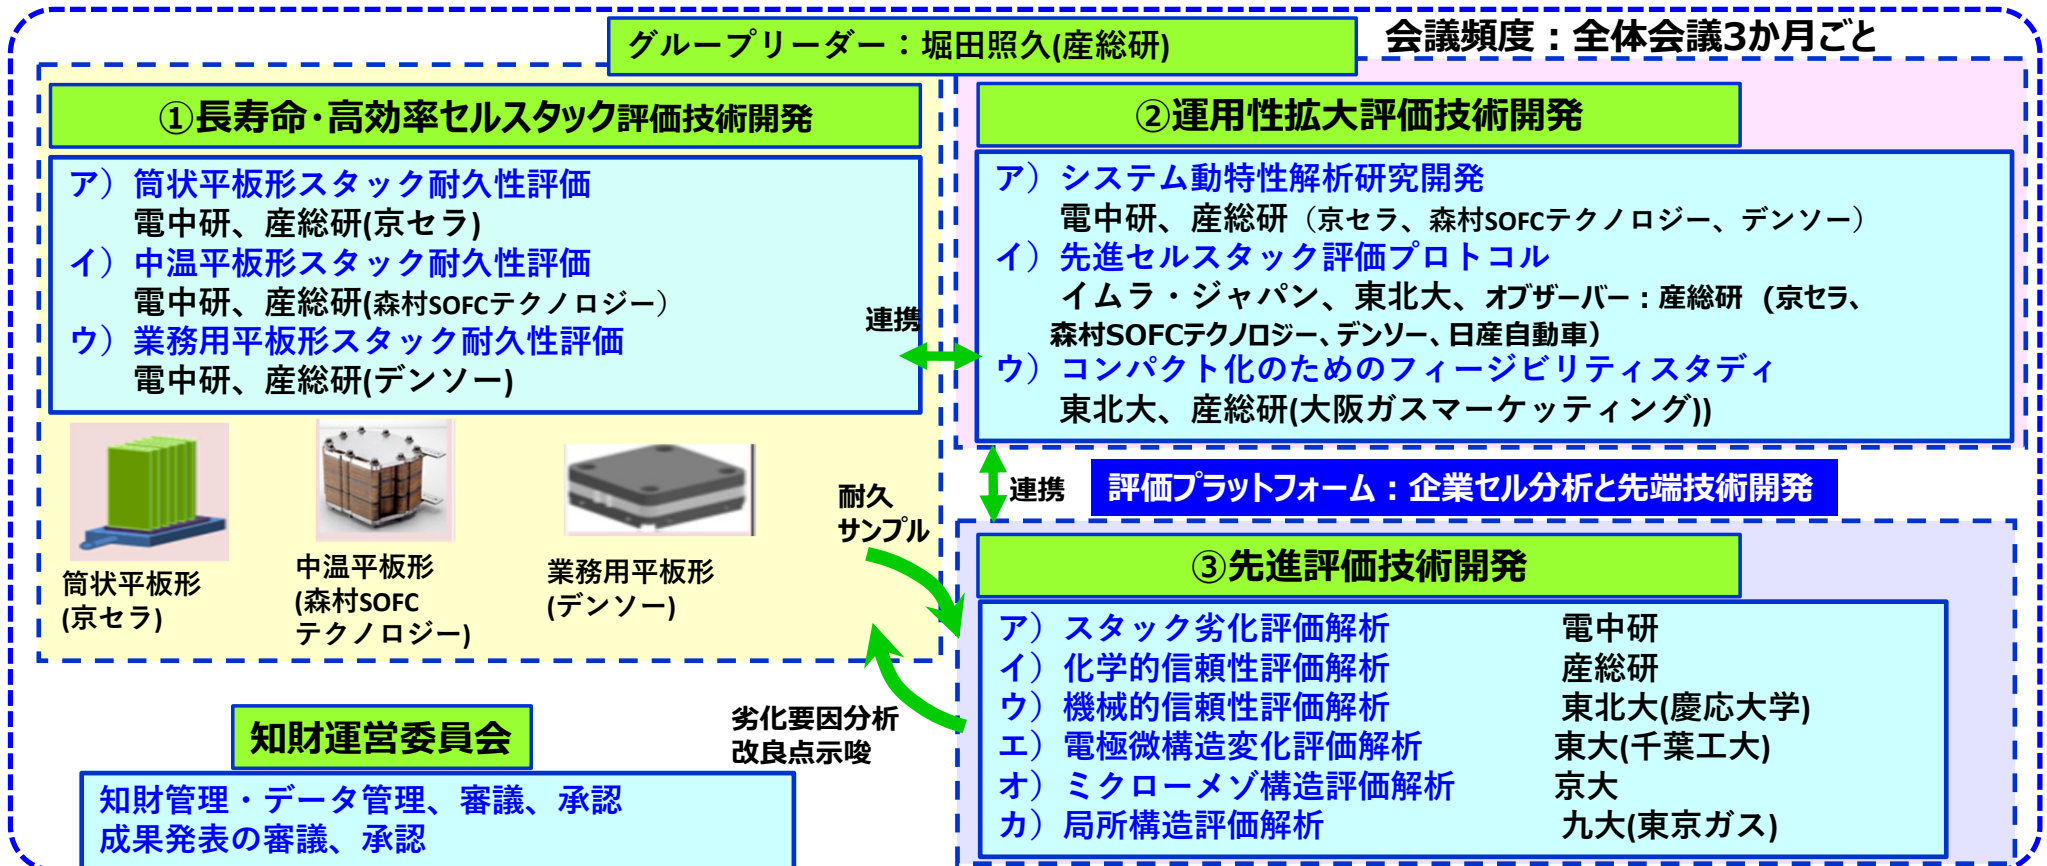 グループリーダー：堀田照久(産総研)
会議頻度：全体会議3か月ごと
①長寿命・高効率セルスタック評価技術開発
ア）筒状平板形スタック耐久性評価
電中研、産総研(京セラ)
イ）中温平板形スタック耐久性評価
電中研、産総研(森村SOFCテクノロジー）
ウ）業務用平板形スタック耐久性評価
電中研、産総研(デンソー)
筒状平板形
(京セラ)
中温平板形
(森村SOFC
テクノロジー)
業務用平板形
(デンソー)
連携
②運用性拡大評価技術開発
ア）システム動特性解析研究開発
電中研、産総研（京セラ、森村SOFCテクノロジー、デンソー）
イ）先進セルスタック評価プロトコル
イムラ・ジャパン、東北大、オブザーバー：産総研 (京セラ、
森村SOFCテクノロジー、デンソー、日産自動車）
ウ）コンパクト化のためのフィージビリティスタディ
東北大、産総研(大阪ガスマーケッティング))
連携
評価プラットフォーム：企業セル分析と先端技術開発
耐久
サンプル
劣化要因分析
改良点示唆
③先進評価技術開発
ア）スタック劣化評価解析 電中研
イ）化学的信頼性評価解析 産総研
ウ）機械的信頼性評価解析 東北大(慶応大学)
エ）電極微構造変化評価解析 東大(千葉工大)
オ）ミクローメゾ構造評価解析 京大
カ）局所構造評価解析 九大(東京ガス)
知財運営委員会
知財管理・データ管理、審議、承認
成果発表の審議、承認